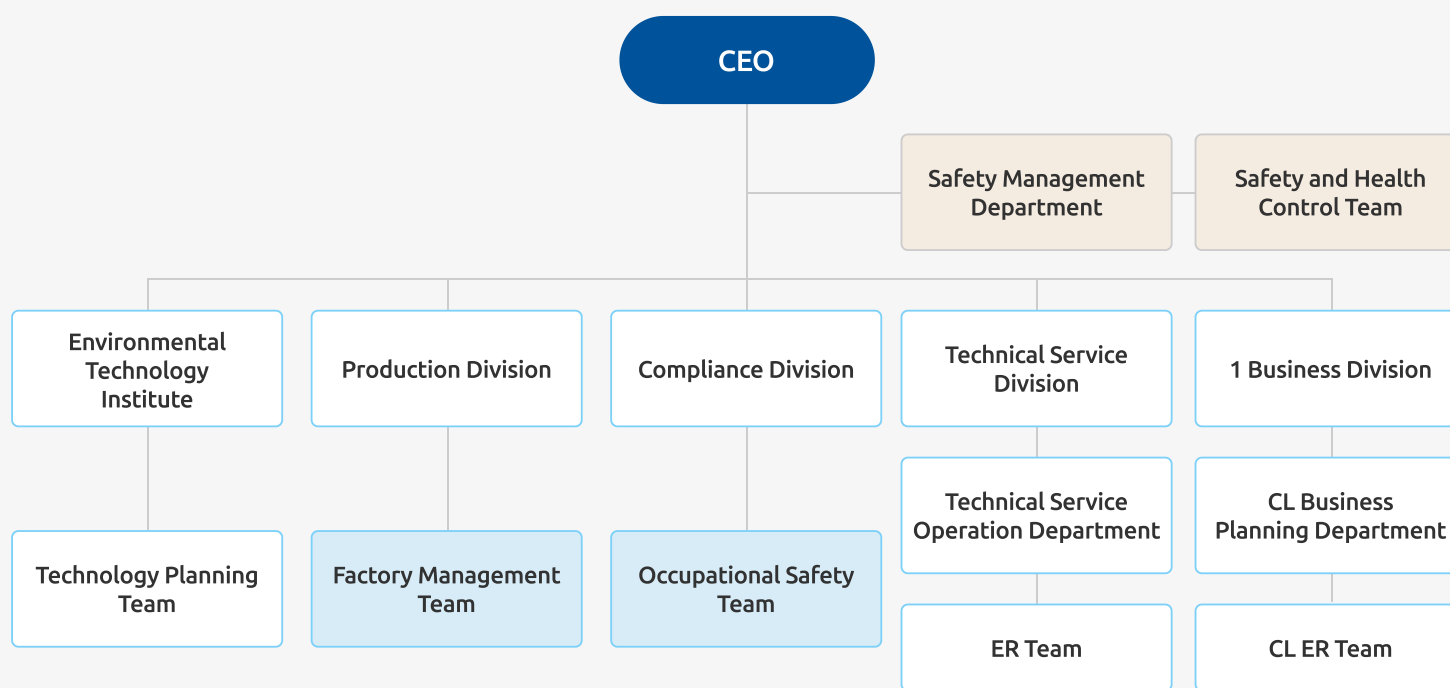 CEO
Safety Management
Department
Safety and Health
Control Team
Environmental
Technology
Institute
Production Division
Compliance Division
Technical Service
Division
1 Business Division
Technical Service
Operation Department
CL Business
Planning Department
Technology Planning
Team
Factory Management
Team
Occupational Safety
Team
ER Team
CL ER Team